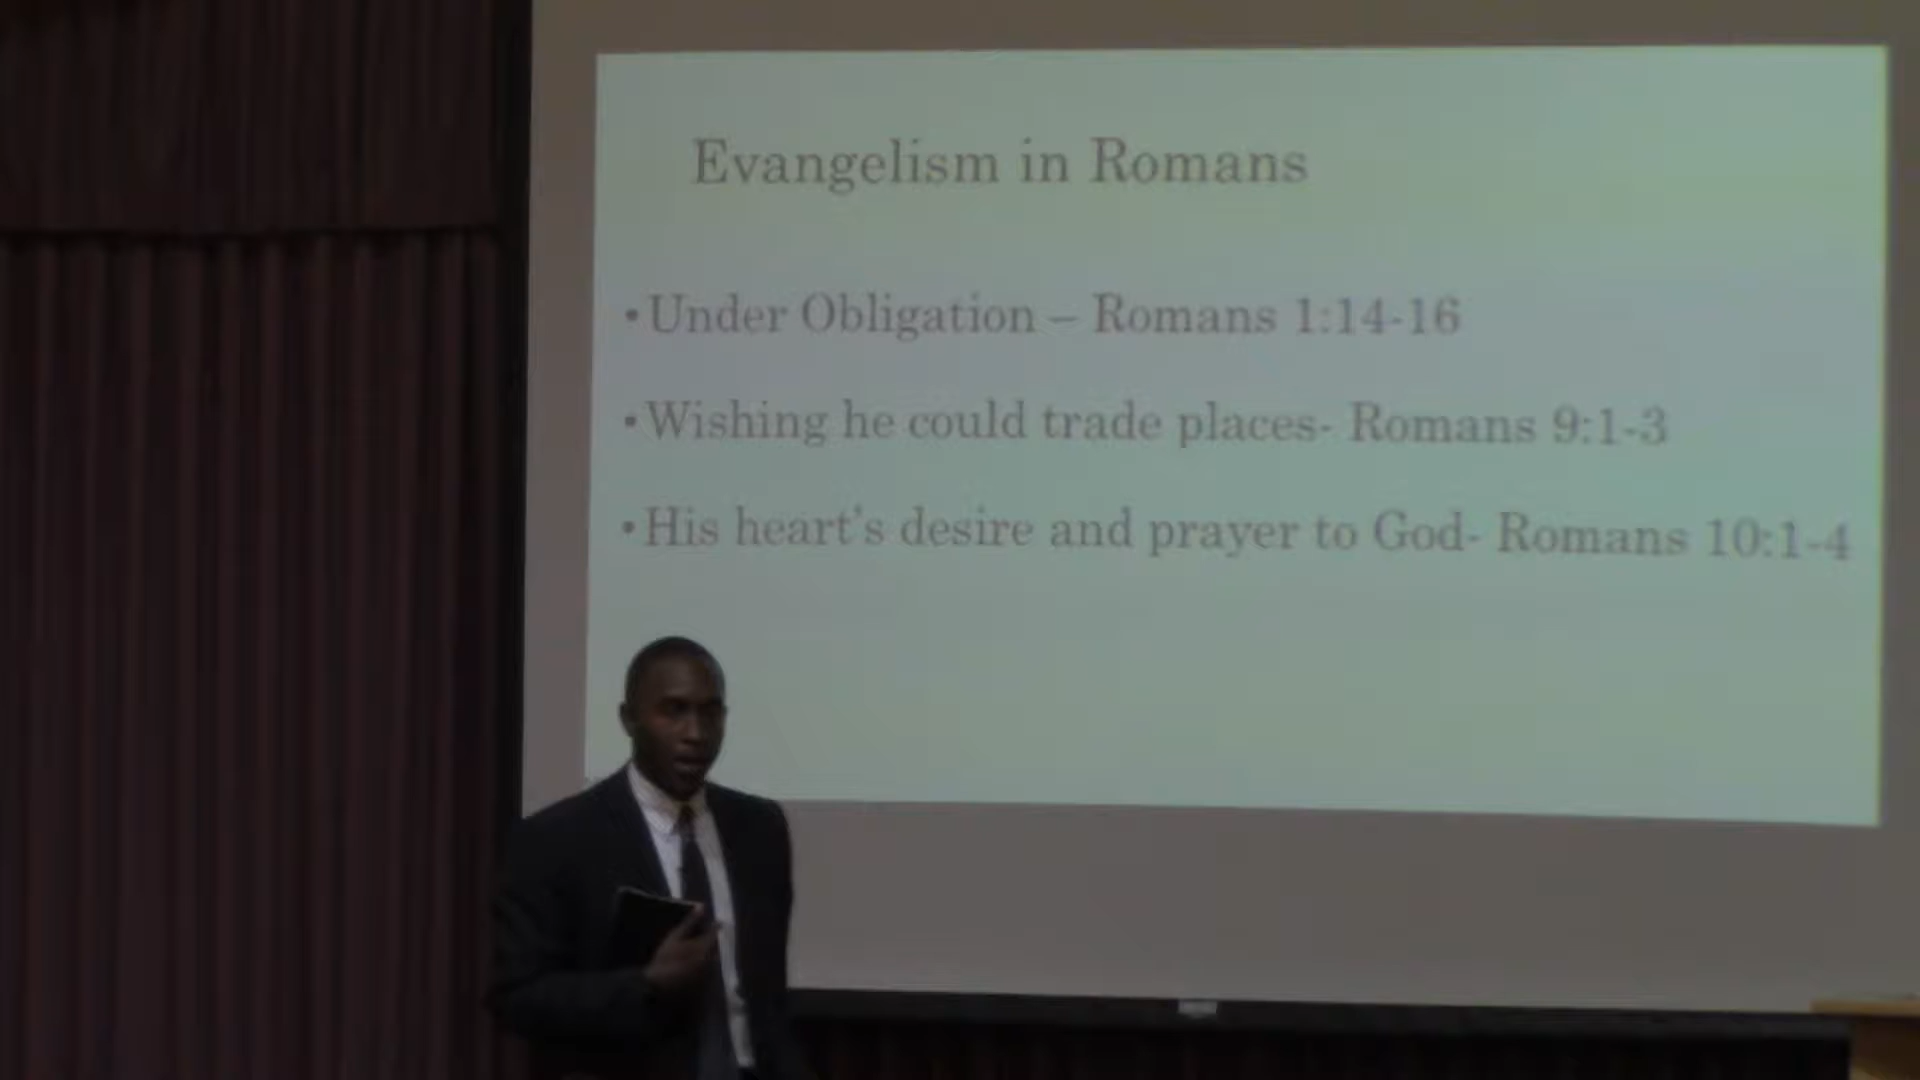 Evangelism in Romans
• Under Obligation – Romans 1:14-16
• Wishing he could trade places- Romans 9:1-3
• His heart's desire and prayer to God- Romans 10:1-4